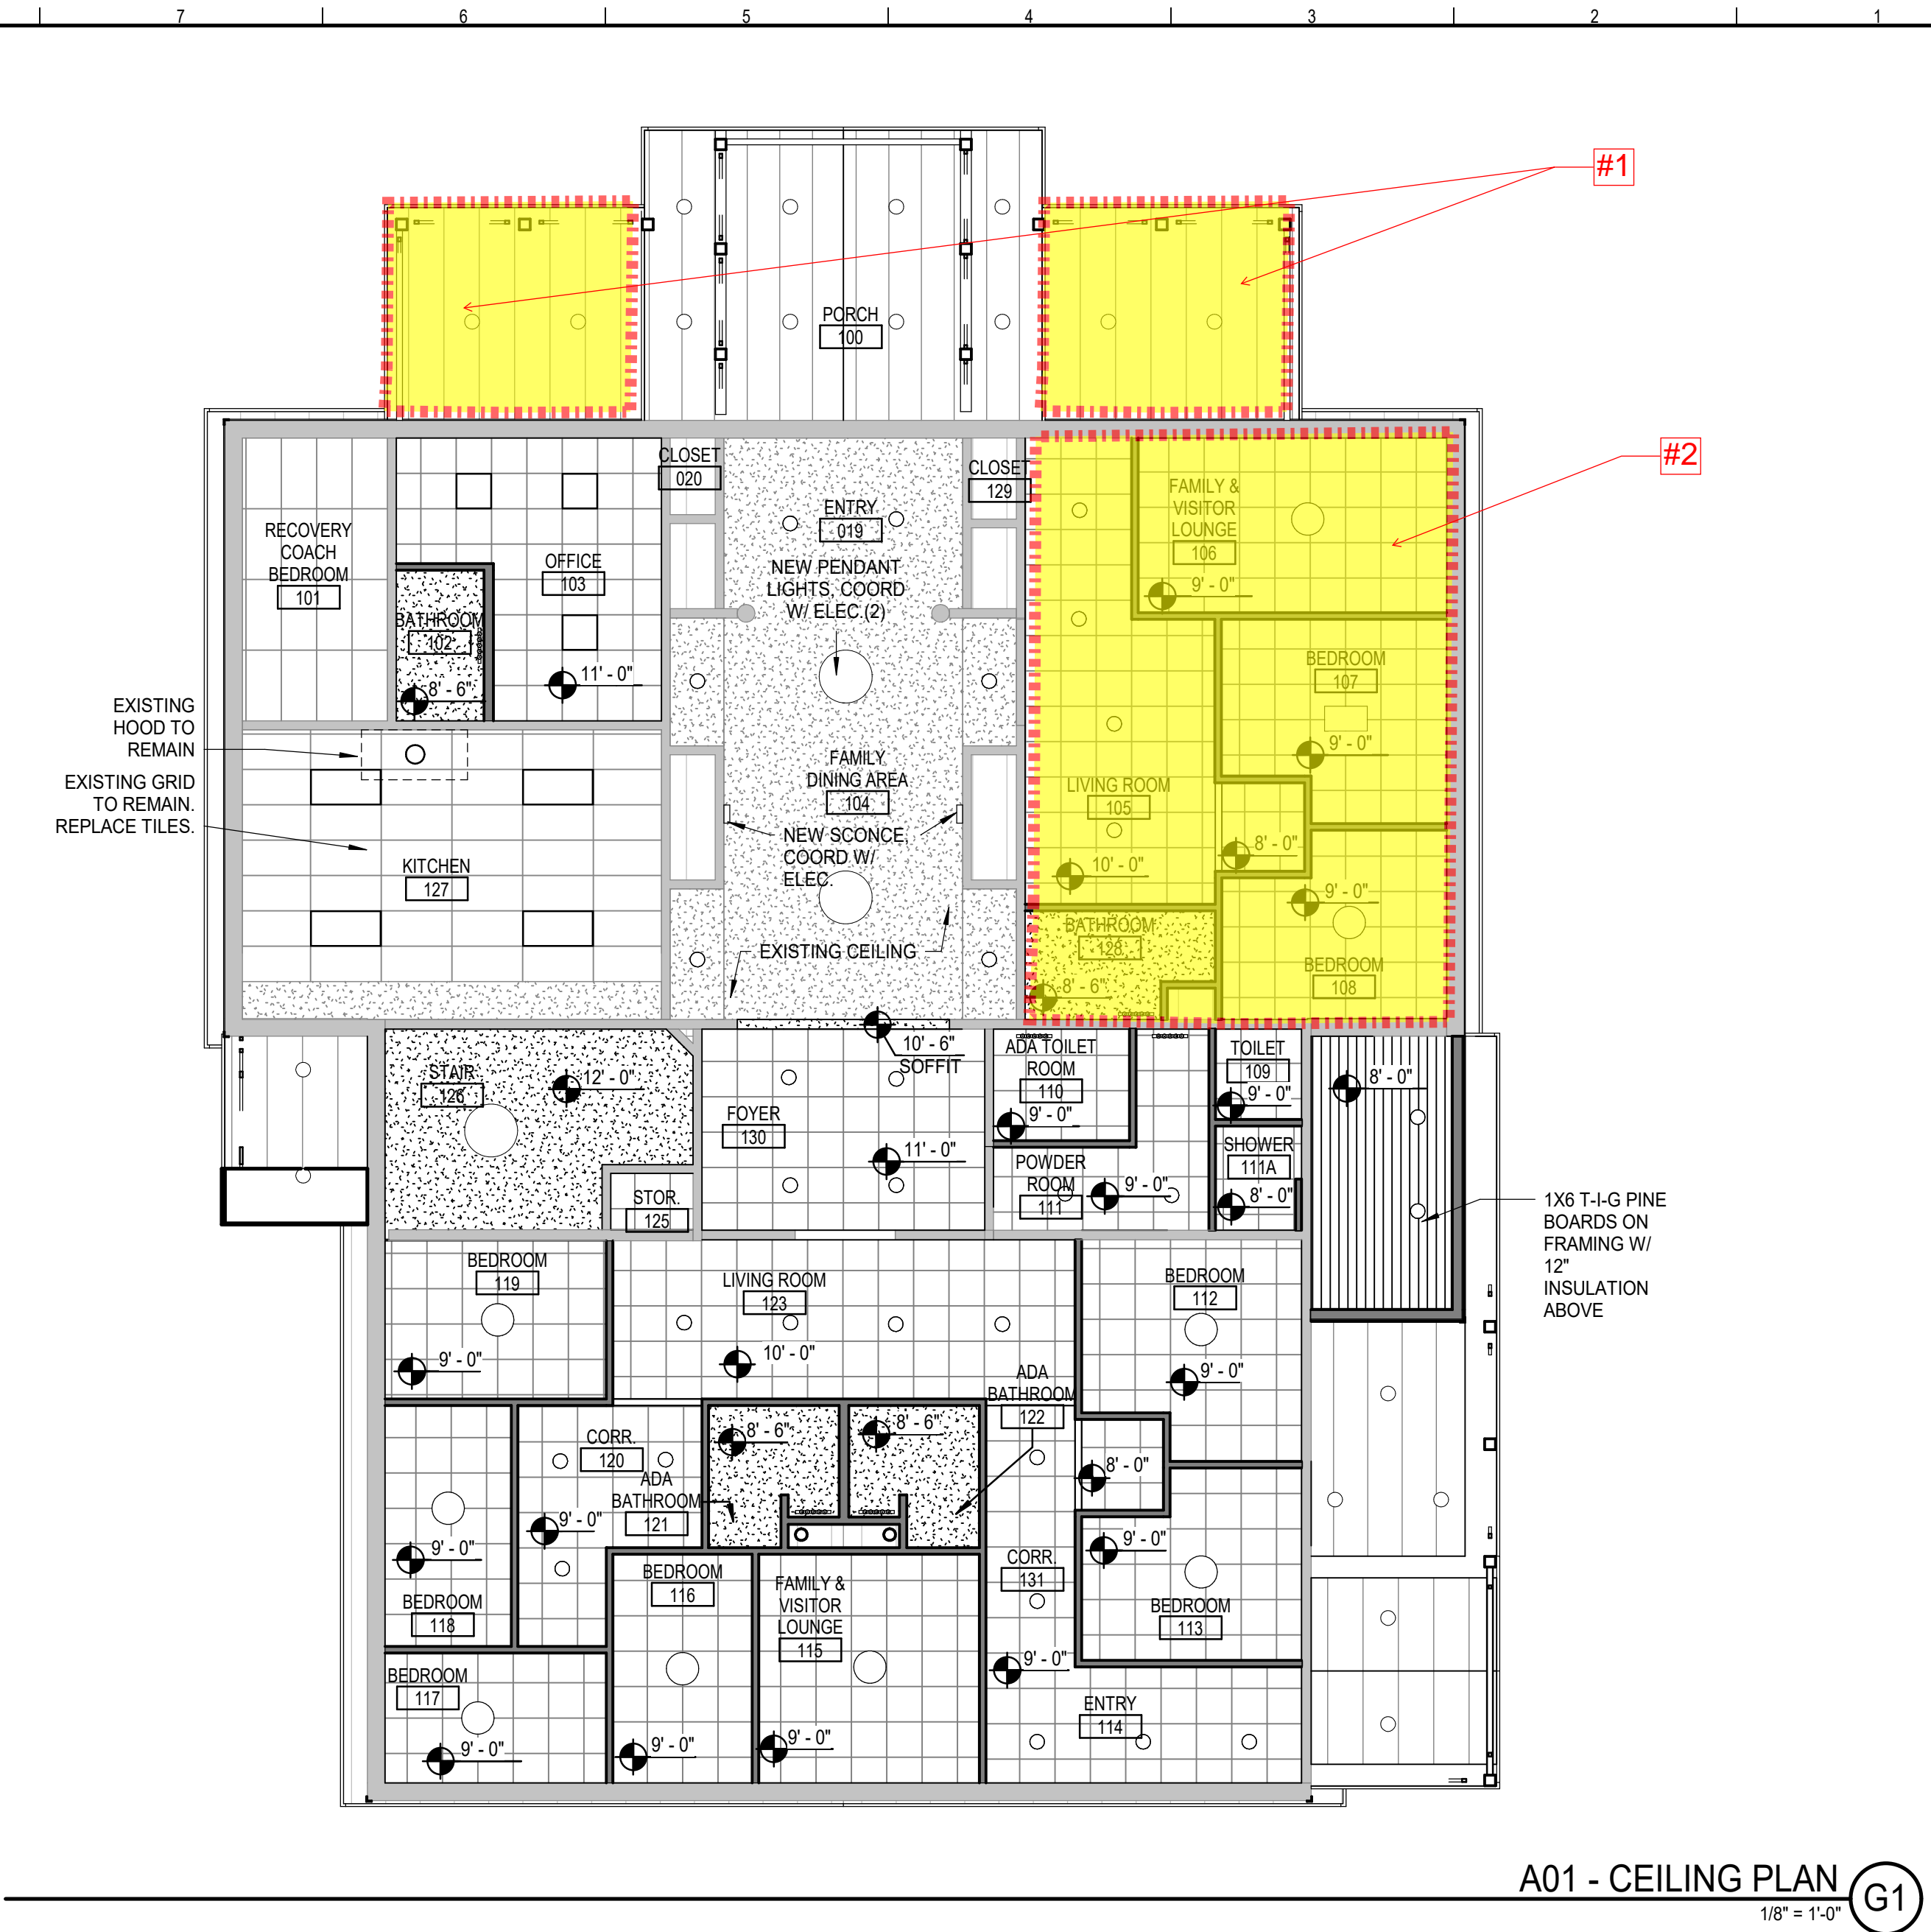 7 6 5 4 3 2 1
#1
PORCH
100
#2
CLOSET
020
CLOSET
129
ENTRY
019
FAMILY &
VISITOR
LOUNGE
106
9' - 0"
RECOVERY
COACH
BEDROOM
101
OFFICE
103
NEW PENDANT
LIGHTS, COORD
W/ ELEC.(2)
BATHROOM
102
8' - 6"
11' - 0"
BEDROOM
107
9' - 0"
EXISTING
HOOD TO
REMAIN
EXISTING GRID
TO REMAIN.
REPLACE TILES.
FAMILY
DINING AREA
104
LIVING ROOM
105
NEW SCONCE,
COORD W/
ELEC.
8' - 0"
10' - 0"
KITCHEN
127
9' - 0"
EXISTING CEILING
BATHROOM
128
8' - 6"
BEDROOM
108
10' - 6"
SOFFIT
STAIR
126
12' - 0"
ADA TOILET
ROOM
110
9' - 0"
TOILET
109
9' - 0"
8' - 0"
FOYER
130
11' - 0"
SHOWER
111A
8' - 0"
POWDER
ROOM
111
9' - 0"
STOR.
125
1X6 T-I-G PINE
BOARDS ON
FRAMING W/
12"
INSULATION
ABOVE
BEDROOM
119
9' - 0"
LIVING ROOM
123
10' - 0"
BEDROOM
112
9' - 0"
ADA
BATHROOM
122
CORR.
120
9' - 0"
8' - 6"
8' - 6"
ADA
BATHROOM
121
8' - 0"
9' - 0"
BEDROOM
118
9' - 0"
BEDROOM
116
9' - 0"
FAMILY &
VISITOR
LOUNGE
115
9' - 0"
CORR.
131
9' - 0"
BEDROOM
113
BEDROOM
117
9' - 0"
ENTRY
114
A01 - CEILING PLAN
1/8" = 1'-0"
G1